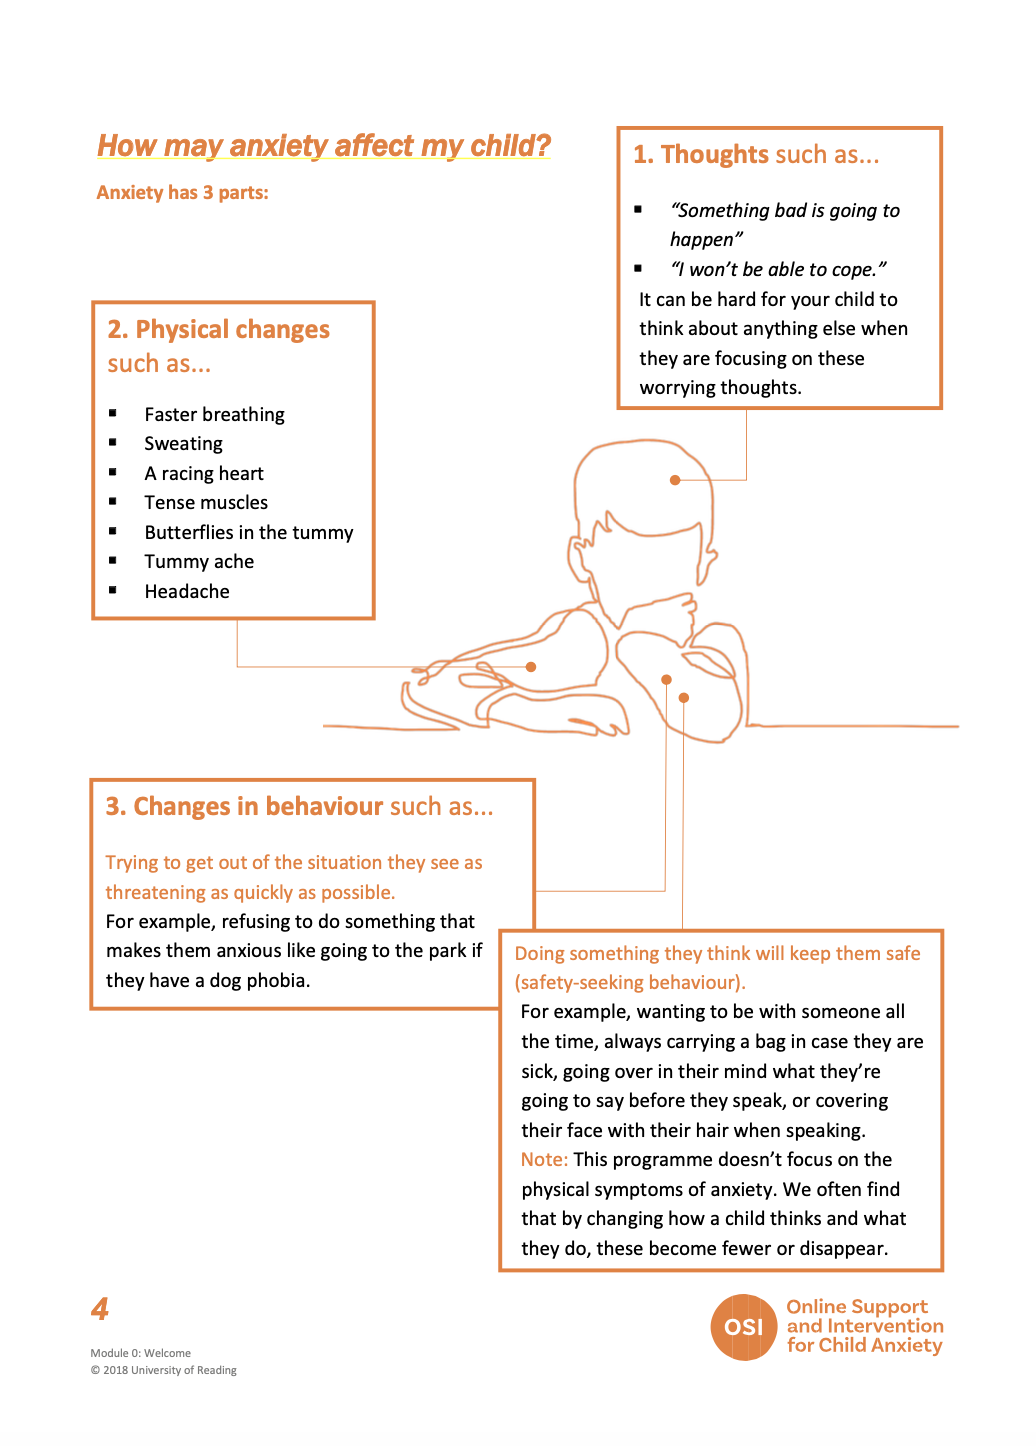 How may anxiety affect my child?
Anxiety has 3 parts:
1. Thoughts such as...
▪ “Something bad is going to
happen”
▪ “I won’t be able to cope.”
It can be hard for your child to
think about anything else when
they are focusing on these
worrying thoughts.
2. Physical changes
such as...
▪ Faster breathing
▪ Sweating
▪ A racing heart
▪ Tense muscles
▪ Butterflies in the tummy
▪ Tummy ache
▪ Headache
3. Changes in behaviour such as...
Trying to get out of the situation they see as
threatening as quickly as possible.
For example, refusing to do something that
makes them anxious like going to the park if
they have a dog phobia.
Doing something they think will keep them safe
(safety-seeking behaviour).
For example, wanting to be with someone all
the time, always carrying a bag in case they are
sick, going over in their mind what they’re
going to say before they speak, or covering
their face with their hair when speaking.
Note: This programme doesn’t focus on the
physical symptoms of anxiety. We often find
that by changing how a child thinks and what
they do, these become fewer or disappear.
4
Module 0: Welcome
© 2018 University of Reading
OSI
Online Support
and Intervention
for Child Anxiety